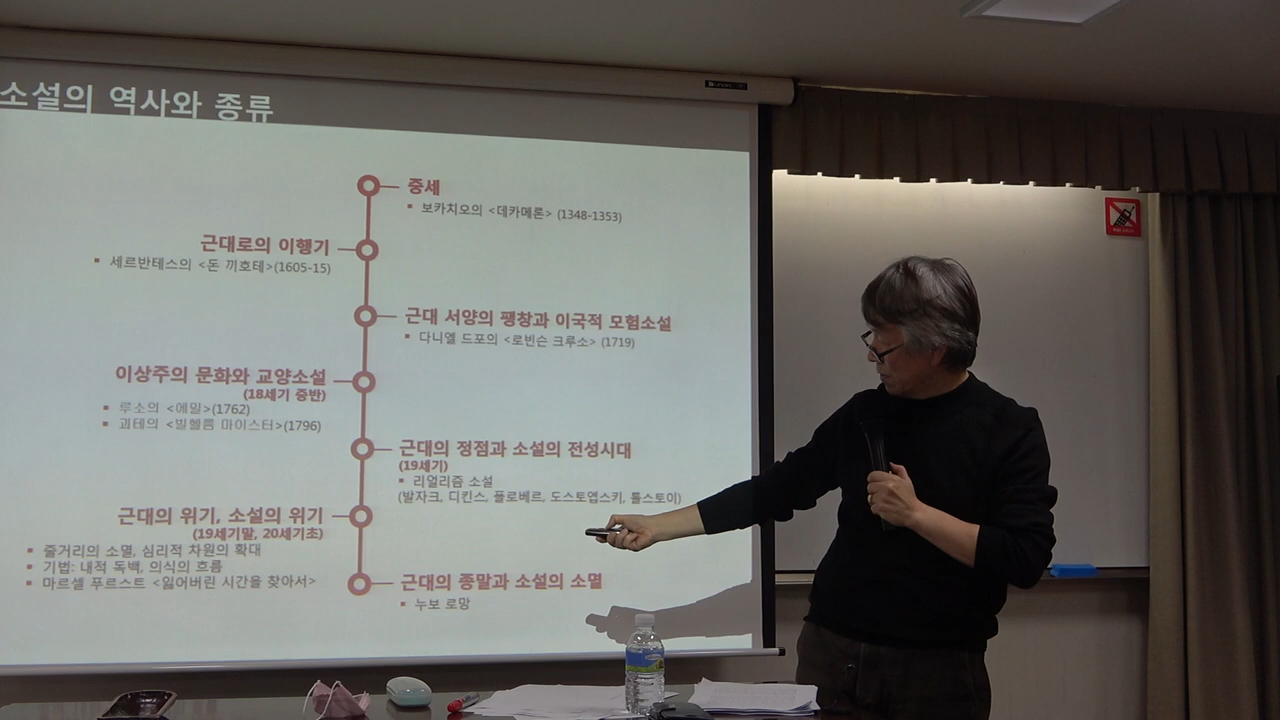 소설의 역사와 종류
중세
▪ 보카치오의 <데카메론> (1348-1353)
근대로의 이행기
▪ 세르반테스의 <돈 끼호테>(1605-15)
근대 서양의 팽창과 이국적 모험소설
▪ 다니엘 드포의 <로빈슨 크루소> (1719)
이상주의 문화와 교양소설
(18세기 중반)
▪ 루소의 <에밀>(1762)
▪ 괴테의 <빌헬름 마이스터>(1796)
근대의 정점과 소설의 전성시대
(19세기)
▪ 리얼리즘 소설
(발자크, 디킨스, 플로베르, 도스토옙스키, 톨스토이)
근대의 위기, 소설의 위기
(19세기말, 20세기초)
▪ 줄거리의 소멸, 심리적 차원의 확대
▪ 기법: 내적 독백, 의식의 흐름
▪ 마르셀 푸르스트 <잃어버린 시간을 찾아서>
근대의 종말과 소설의 소멸
▪ 누보 로망